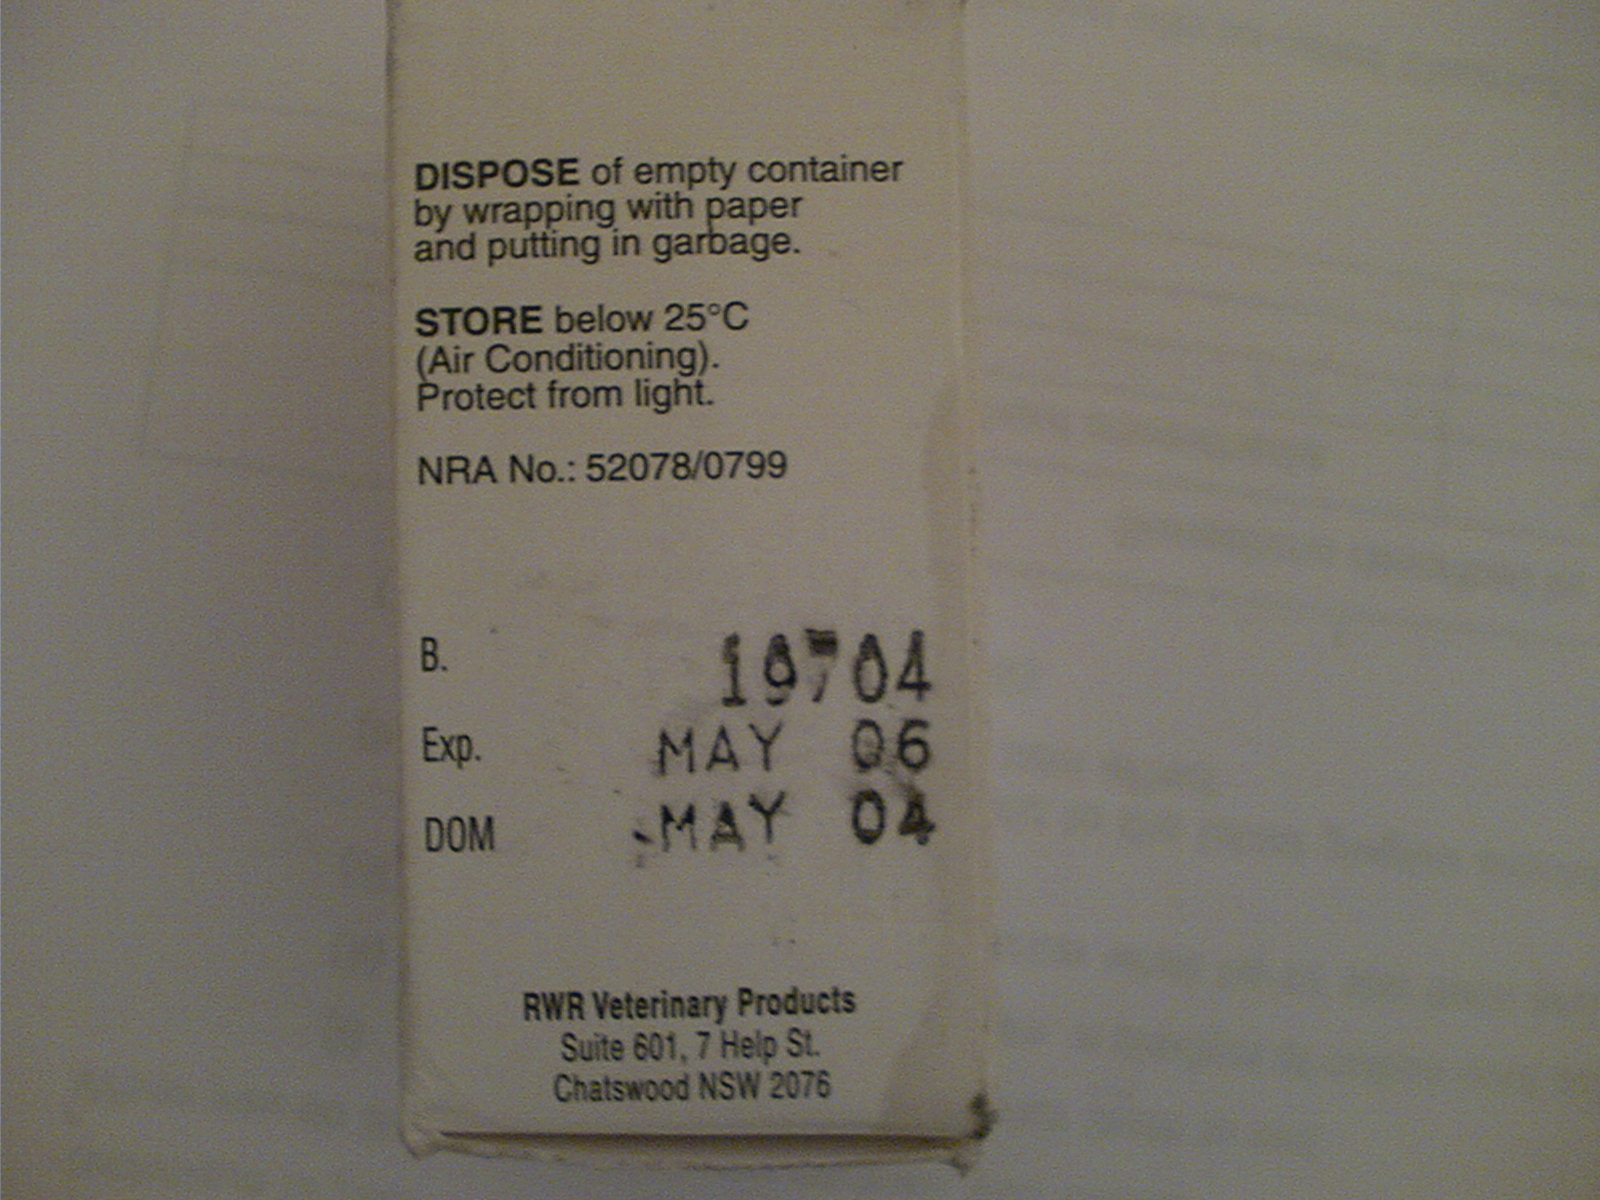 DISPOSE of empty container
by wrapping with paper
and putting in garbage.
STORE below 25°C
(Air Conditioning).
Protect from light.
NRA No.: 52078/0799
B. 19704
Exp. MAY 06
DOM MAY 04
RWR Veterinary Products
Suite 601, 7 Help St.
Chatswood NSW 2076